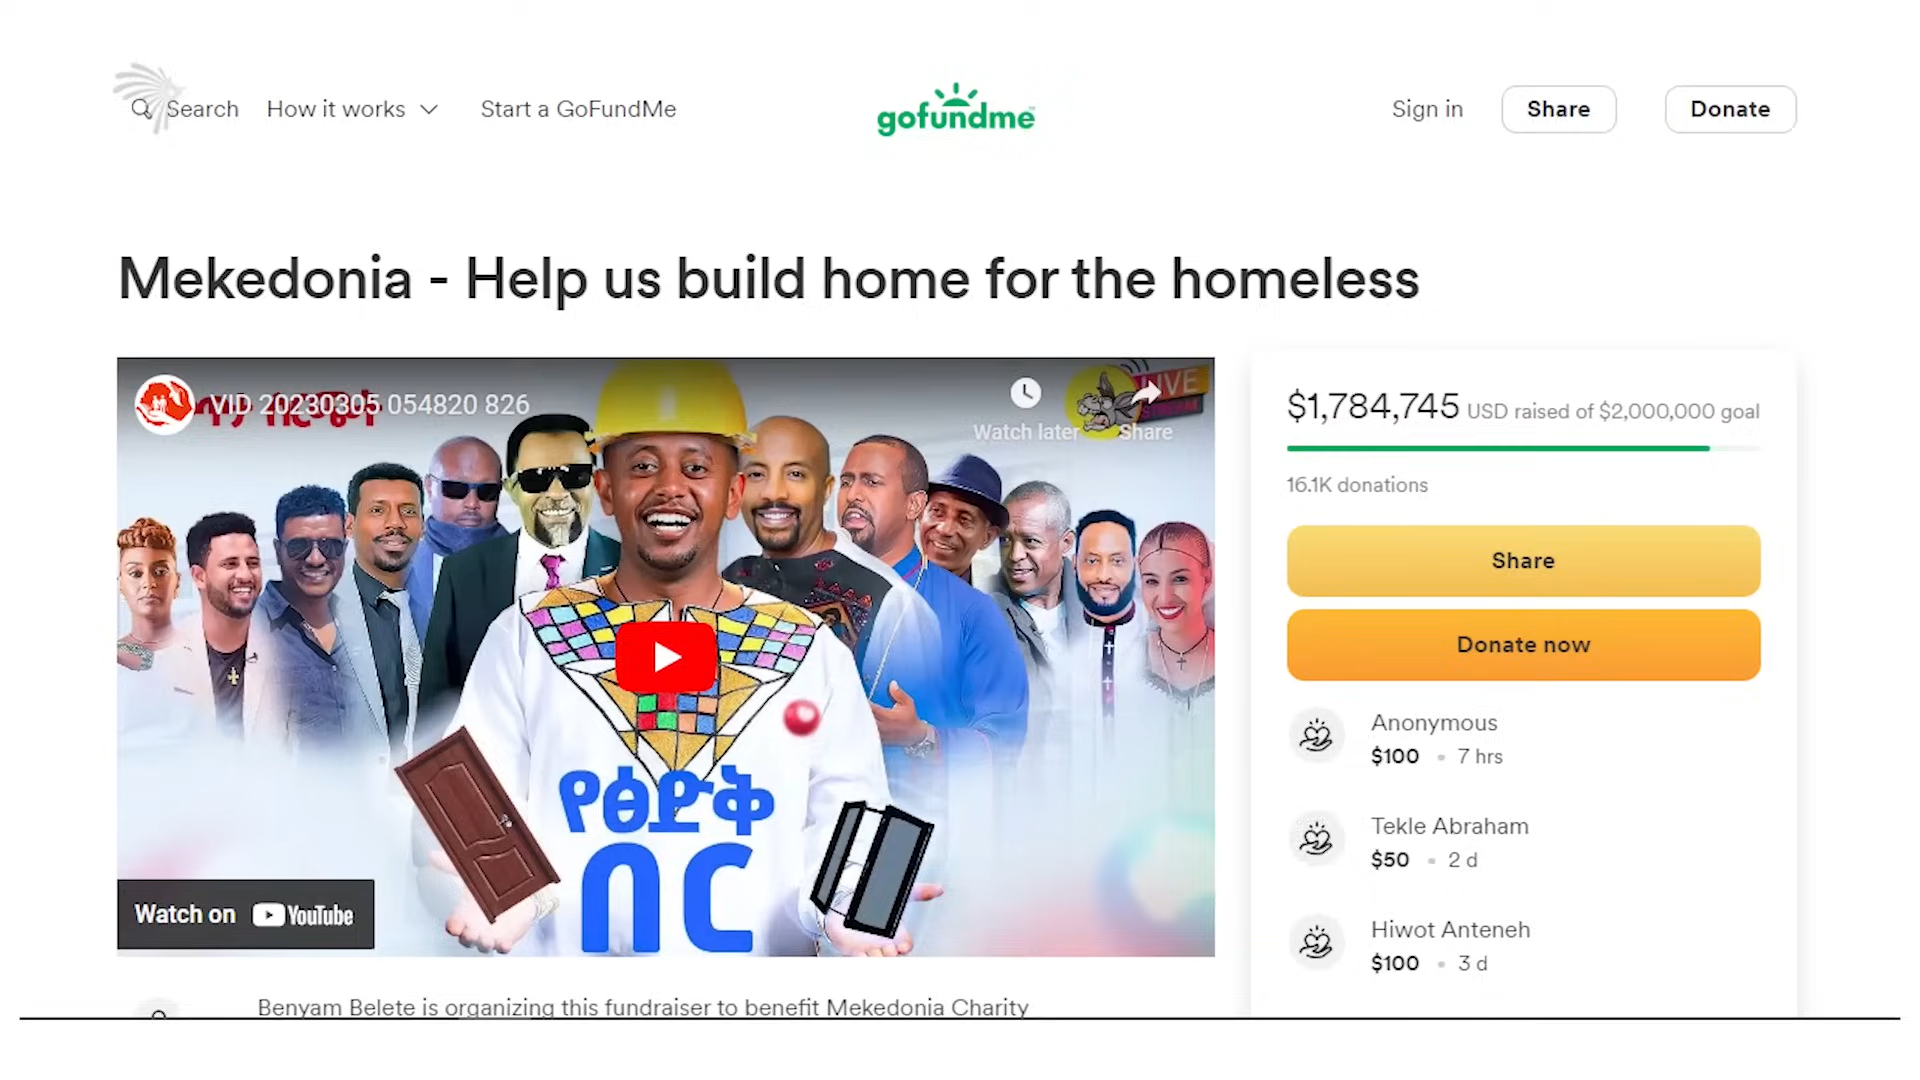 Search
How it works
Start a GoFundMe
gofundme
Sign in
Share
Donate
Mekedonia - Help us build home for the homeless
VID 20230305 054820 826
Watch later
Share
LIVE
$1,784,745 USD raised of $2,000,000 goal
16.1K donations
Share
Donate now
Anonymous
$100 • 7 hrs
Tekle Abraham
$50 • 2 d
Hiwot Anteneh
$100 • 3 d
የፅድቅ
በር
Watch on YouTube
Benyam Belete is organizing this fundraiser to benefit Mekedonia Charity